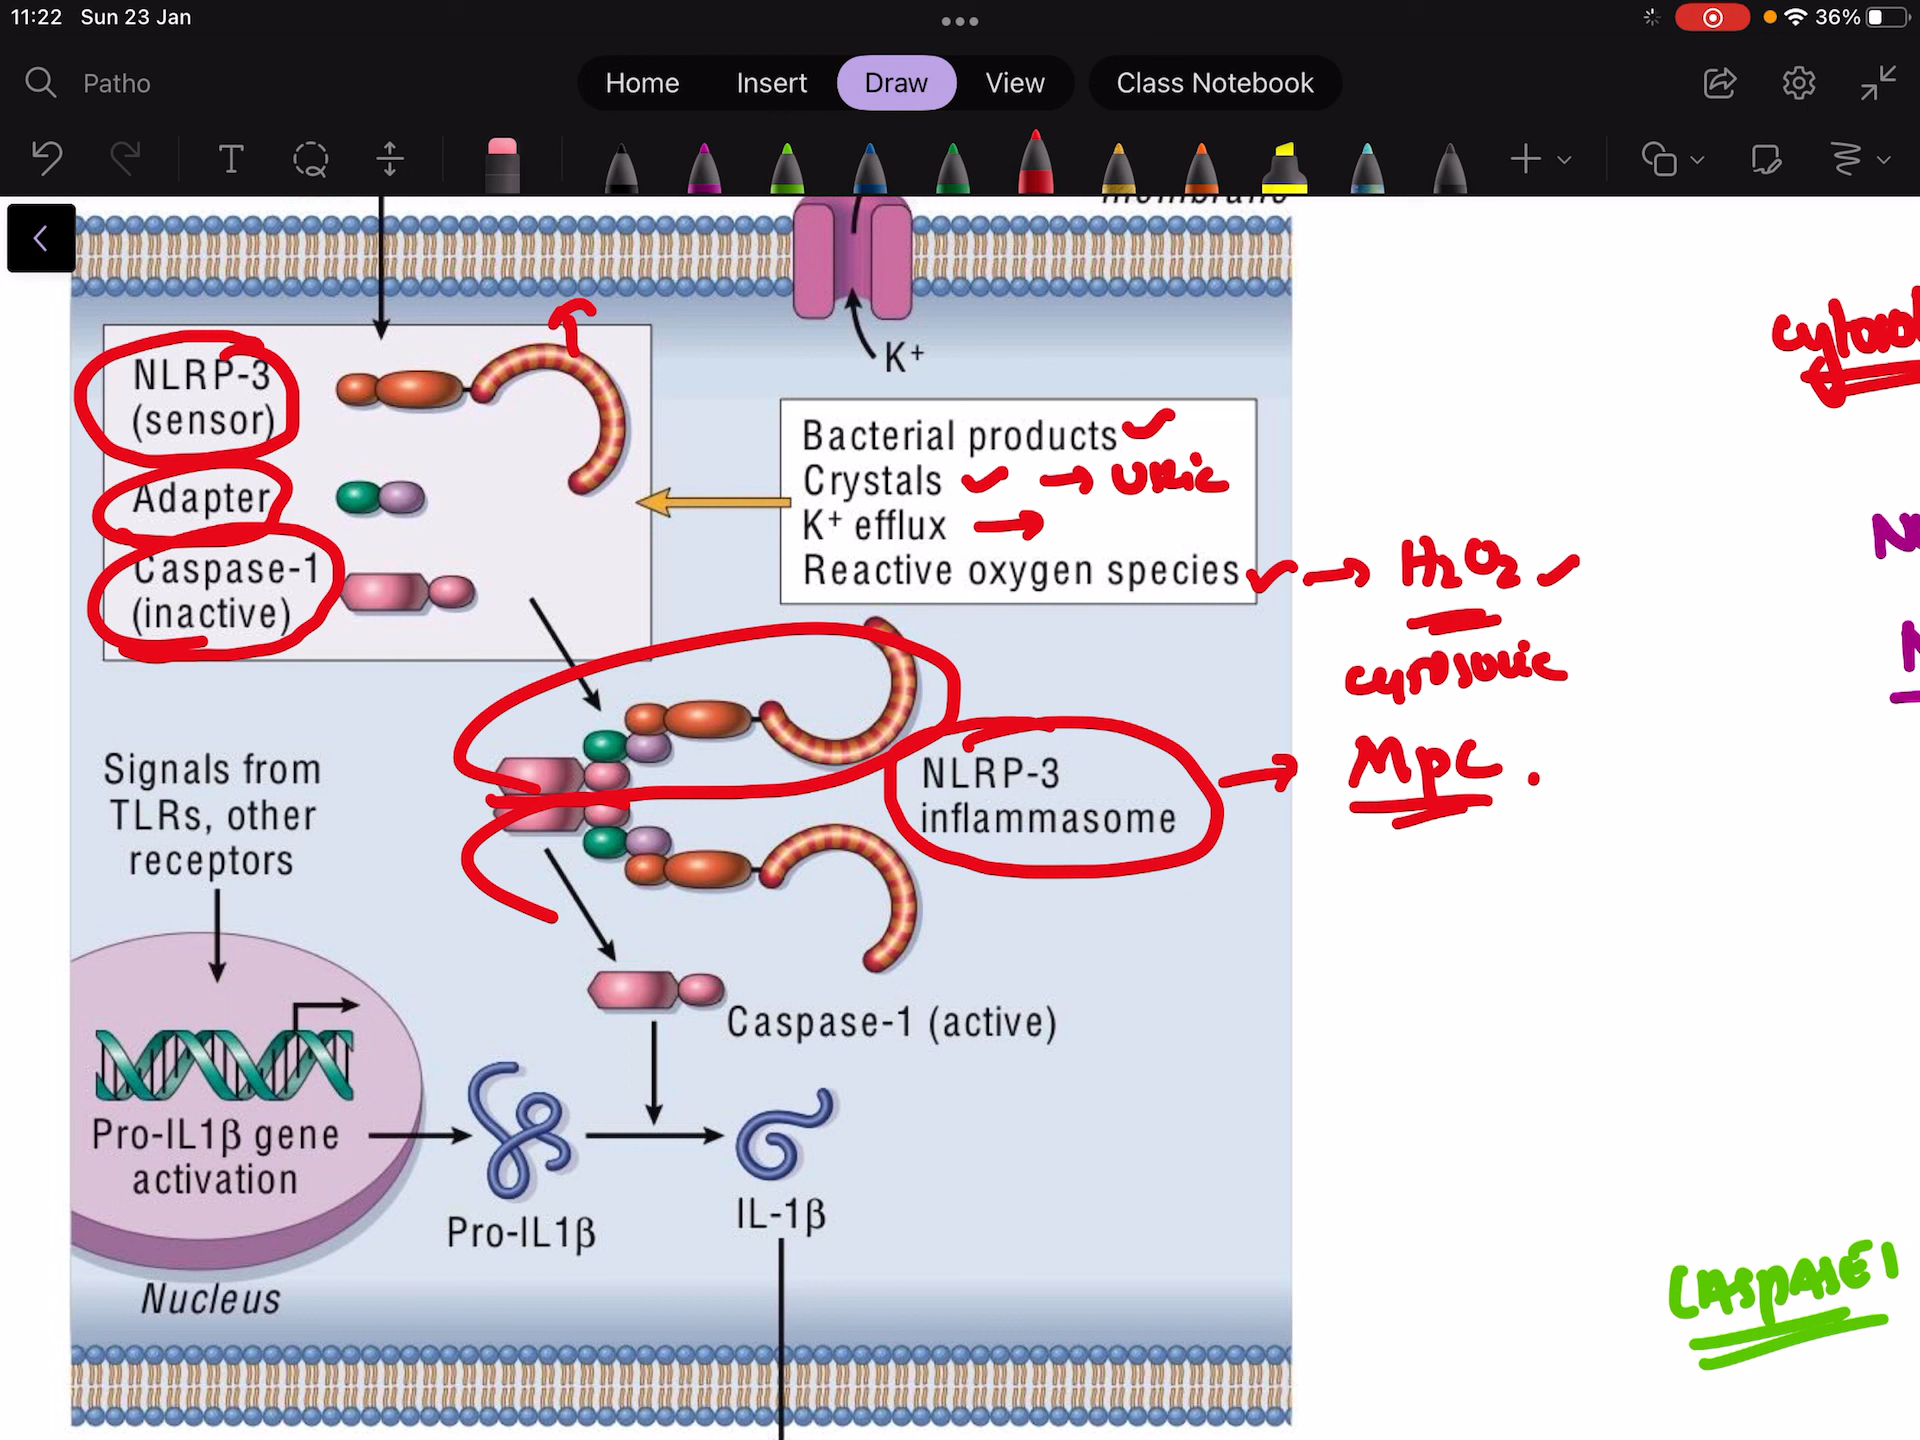 11:22 Sun 23 Jan
36%
Patho
Home Insert Draw View Class Notebook
T
membrane
K+
NLRP-3
(sensor)
Adapter
Caspase-1
(inactive)
Bacterial products
Crystals → URic
K+ efflux →
Reactive oxygen species → H2O2
NLRP-3
inflammasome → MPC .
Signals from
TLRs, other
receptors
Caspase-1 (active)
Pro-IL1β gene
activation
Pro-IL1β
IL-1β
Nucleus
CASPASE 1